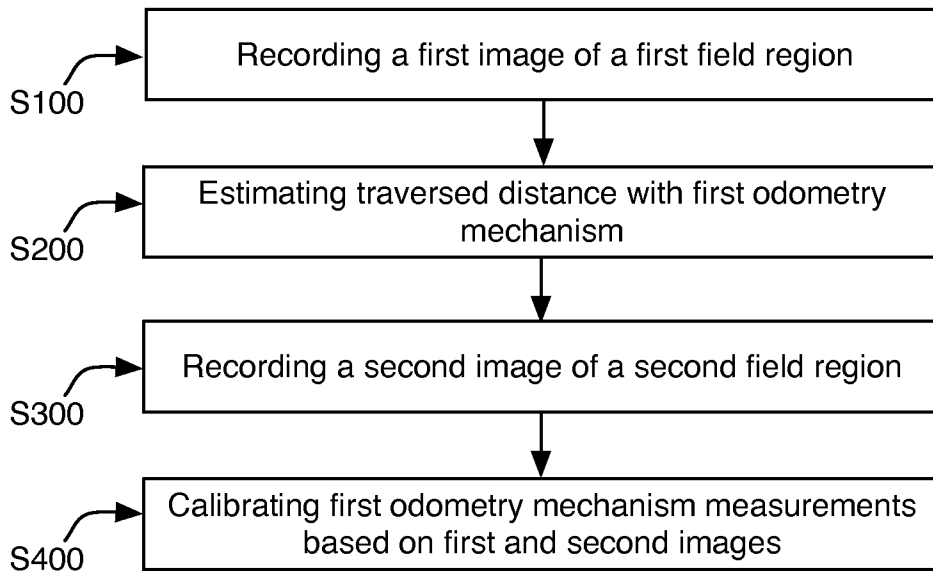 Recording a first image of a first field region
S100
Estimating traversed distance with first odometry
mechanism
S200
Recording a second image of a second field region
S300
Calibrating first odometry mechanism measurements
based on first and second images
S400